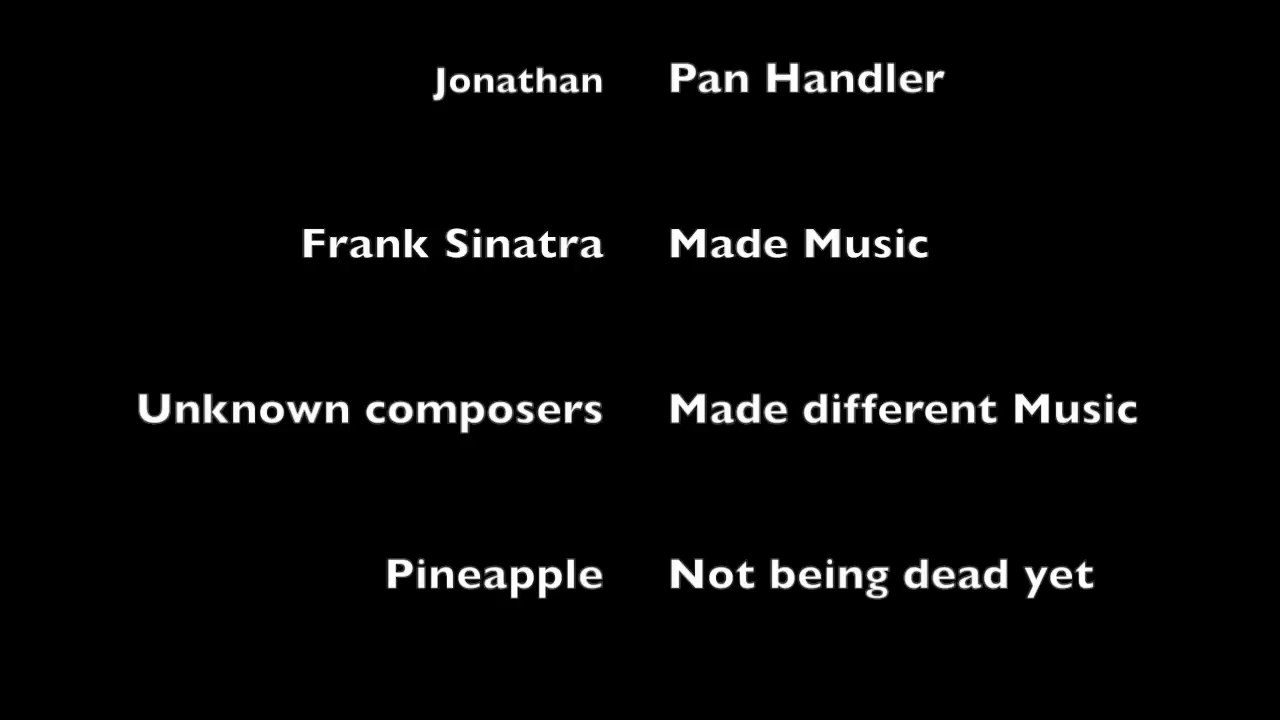 Jonathan Pan Handler
Frank Sinatra Made Music
Unknown composers Made different Music
Pineapple Not being dead yet